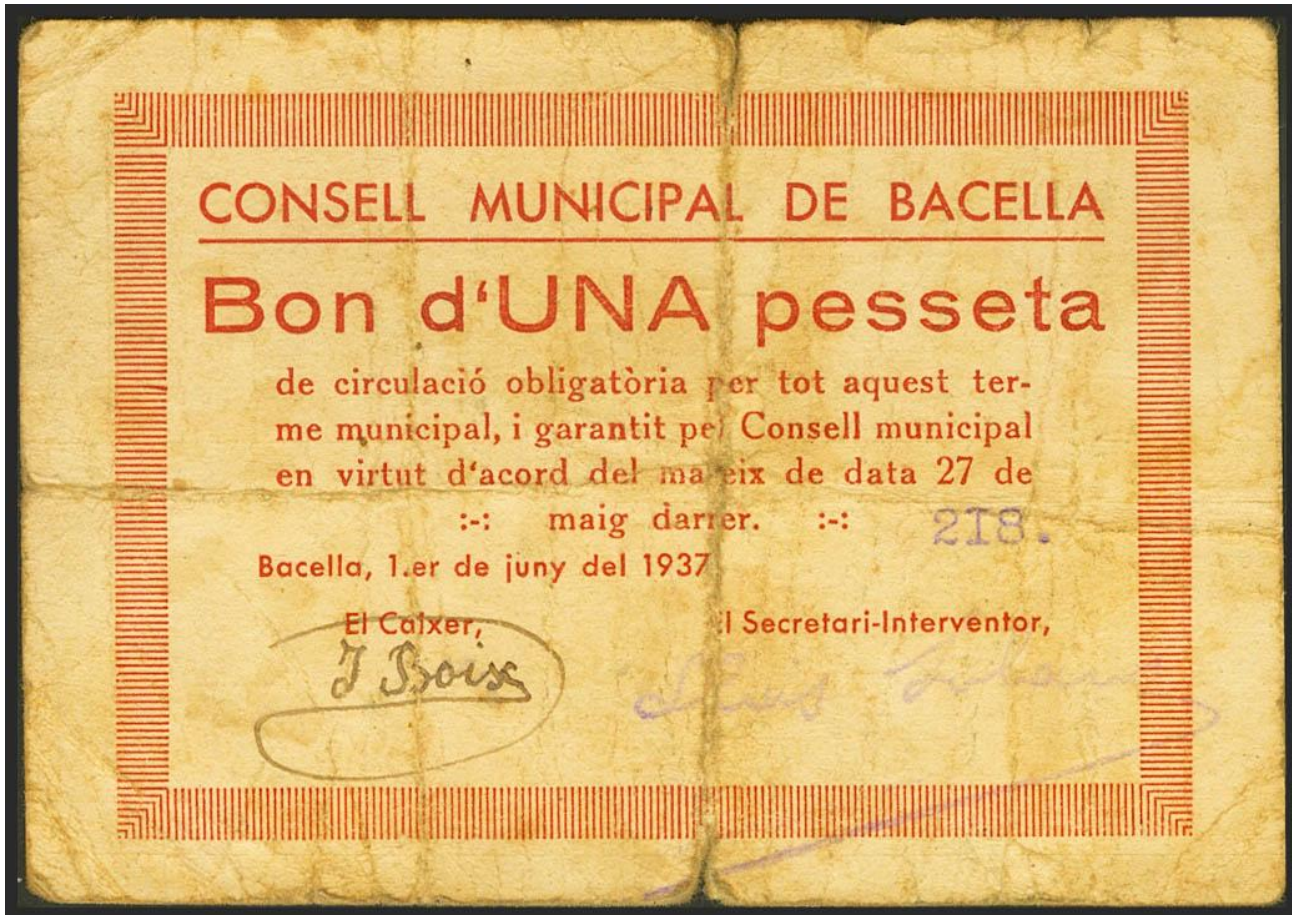 CONSELL MUNICIPAL DE BACELLA
Bon d'UNA pesseta
de circulació obligatòria per tot aquest ter-
me municipal, i garantit pel Consell municipal
en virtut d'acord del mateix de data 27 de
:-: maig darrer. :-: 2I8.
Bacella, 1.er de juny del 1937
El Caixer, El Secretari-Interventor,
J Boix Lluis